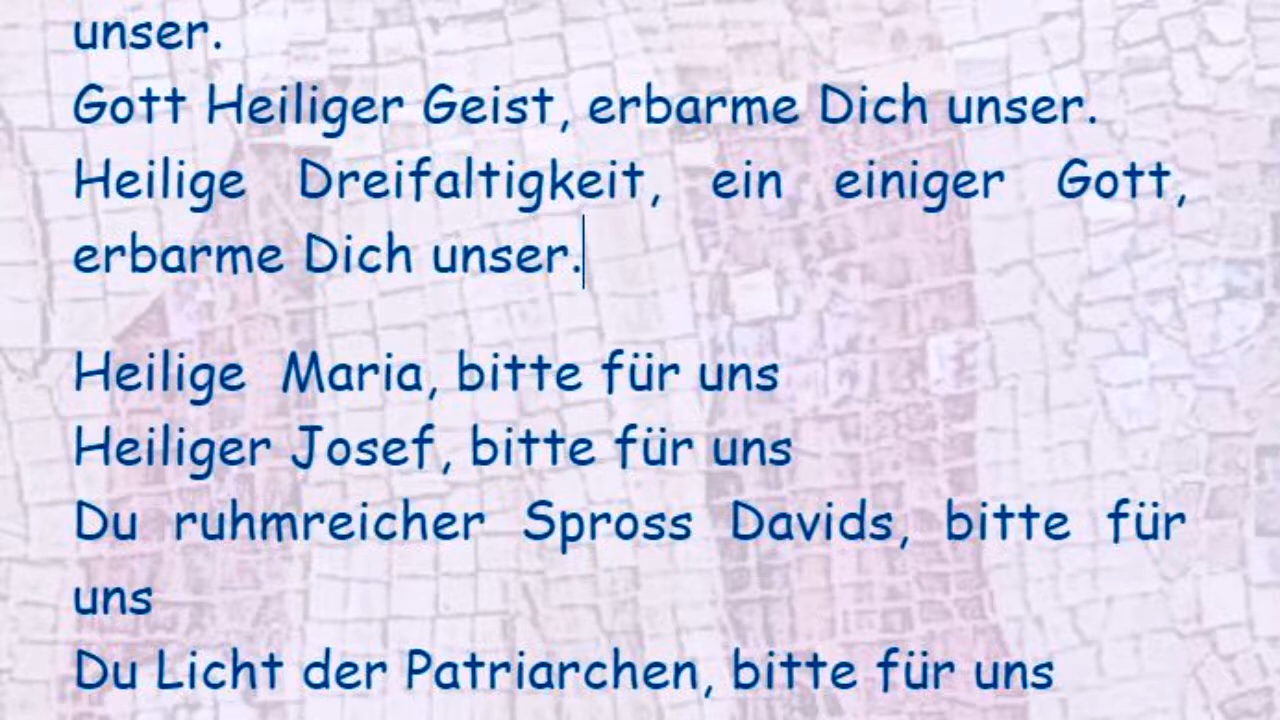 unser.
Gott Heiliger Geist, erbarme Dich unser.
Heilige Dreifaltigkeit, ein einiger Gott,
erbarme Dich unser.
Heilige  Maria, bitte für uns
Heiliger Josef, bitte für uns
Du ruhmreicher Spross Davids, bitte für
uns
Du Licht der Patriarchen, bitte für uns